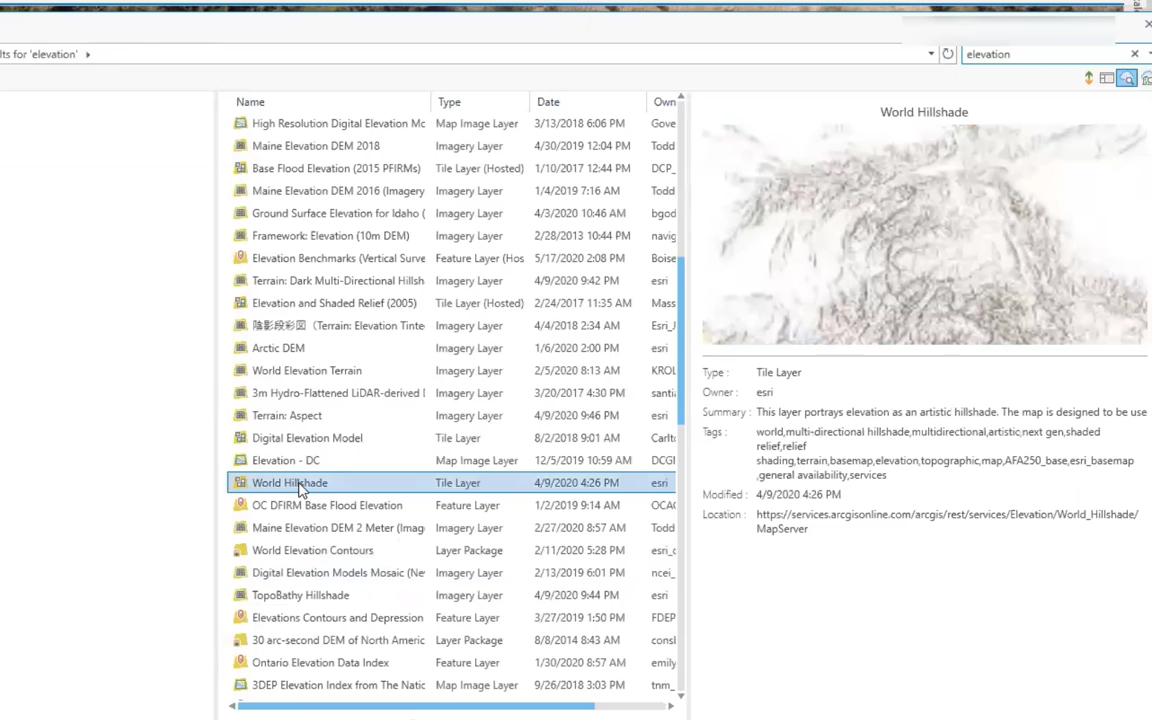 lts for 'elevation'
elevation
Name Type Date Own
High Resolution Digital Elevation Mc Map Image Layer 3/13/2018 6:06 PM Gove
Maine Elevation DEM 2018 Imagery Layer 4/30/2019 12:04 PM Todd
Base Flood Elevation (2015 PFIRMs) Tile Layer (Hosted) 1/10/2017 12:44 PM DCP_
Maine Elevation DEM 2016 (Imagery Imagery Layer 1/4/2019 7:16 AM Todd
Ground Surface Elevation for Idaho ( Imagery Layer 4/3/2020 10:46 AM bgod
Framework: Elevation (10m DEM) Imagery Layer 2/28/2013 10:44 PM navig
Elevation Benchmarks (Vertical Surve Feature Layer (Hos 5/17/2020 2:08 PM Boise
Terrain: Dark Multi-Directional Hillsh Imagery Layer 4/9/2020 9:42 PM esri
Elevation and Shaded Relief (2005) Tile Layer (Hosted) 2/24/2017 11:35 AM Mass
陰影段彩図（Terrain: Elevation Tinte Imagery Layer 4/4/2018 2:34 AM Esri_J
Arctic DEM Imagery Layer 1/6/2020 2:00 PM esri
World Elevation Terrain Imagery Layer 2/5/2020 8:13 AM KROL
3m Hydro-Flattened LiDAR-derived Imagery Layer 3/20/2017 4:30 PM santi
Terrain: Aspect Imagery Layer 4/9/2020 9:46 PM esri
Digital Elevation Model Tile Layer 8/2/2018 9:01 AM Carlt
Elevation - DC Map Image Layer 12/5/2019 10:59 AM DCGI
World Hillshade Tile Layer 4/9/2020 4:26 PM esri
OC DFIRM Base Flood Elevation Feature Layer 1/2/2019 9:14 AM OCAC
Maine Elevation DEM 2 Meter (Imag Imagery Layer 2/27/2020 8:57 AM Todd
World Elevation Contours Layer Package 2/11/2020 5:28 PM esri_c
Digital Elevation Models Mosaic (Ne Imagery Layer 2/13/2019 6:01 PM ncei_
TopoBathy Hillshade Imagery Layer 4/9/2020 9:44 PM esri
Elevations Contours and Depression Feature Layer 3/27/2019 1:50 PM FDEP
30 arc-second DEM of North Americ Layer Package 8/8/2014 8:43 AM consl
Ontario Elevation Data Index Feature Layer 1/30/2020 8:57 AM emily
3DEP Elevation Index from The Natic Map Image Layer 9/26/2018 3:03 PM tnm_
World Hillshade
Type : Tile Layer
Owner : esri
Summary : This layer portrays elevation as an artistic hillshade. The map is designed to be use
Tags : world,multi-directional hillshade,multidirectional,artistic,next gen,shaded
relief,relief
shading,terrain,basemap,elevation,topographic,map,AFA250_base,esri_basemap
,general availability,services
Modified : 4/9/2020 4:26 PM
Location : https://services.arcgisonline.com/arcgis/rest/services/Elevation/World_Hillshade/
MapServer